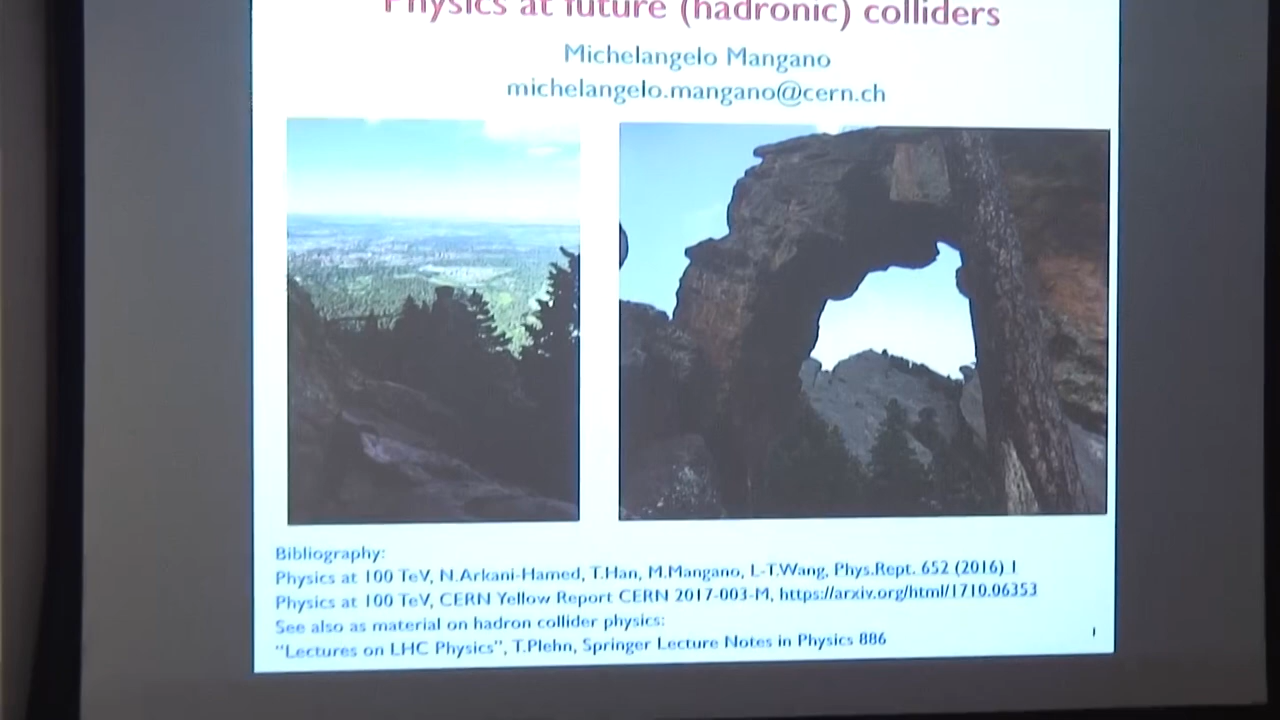 Physics at future (hadronic) colliders
Michelangelo Mangano
michelangelo.mangano@cern.ch
Bibliography:
Physics at 100 TeV, N.Arkani-Hamed, T.Han, M.Mangano, L-T.Wang, Phys.Rept. 652 (2016) 1
Physics at 100 TeV, CERN Yellow Report CERN 2017-003-M, https://arxiv.org/html/1710.06353
See also as material on hadron collider physics:
"Lectures on LHC Physics", T.Plehn, Springer Lecture Notes in Physics 886
1